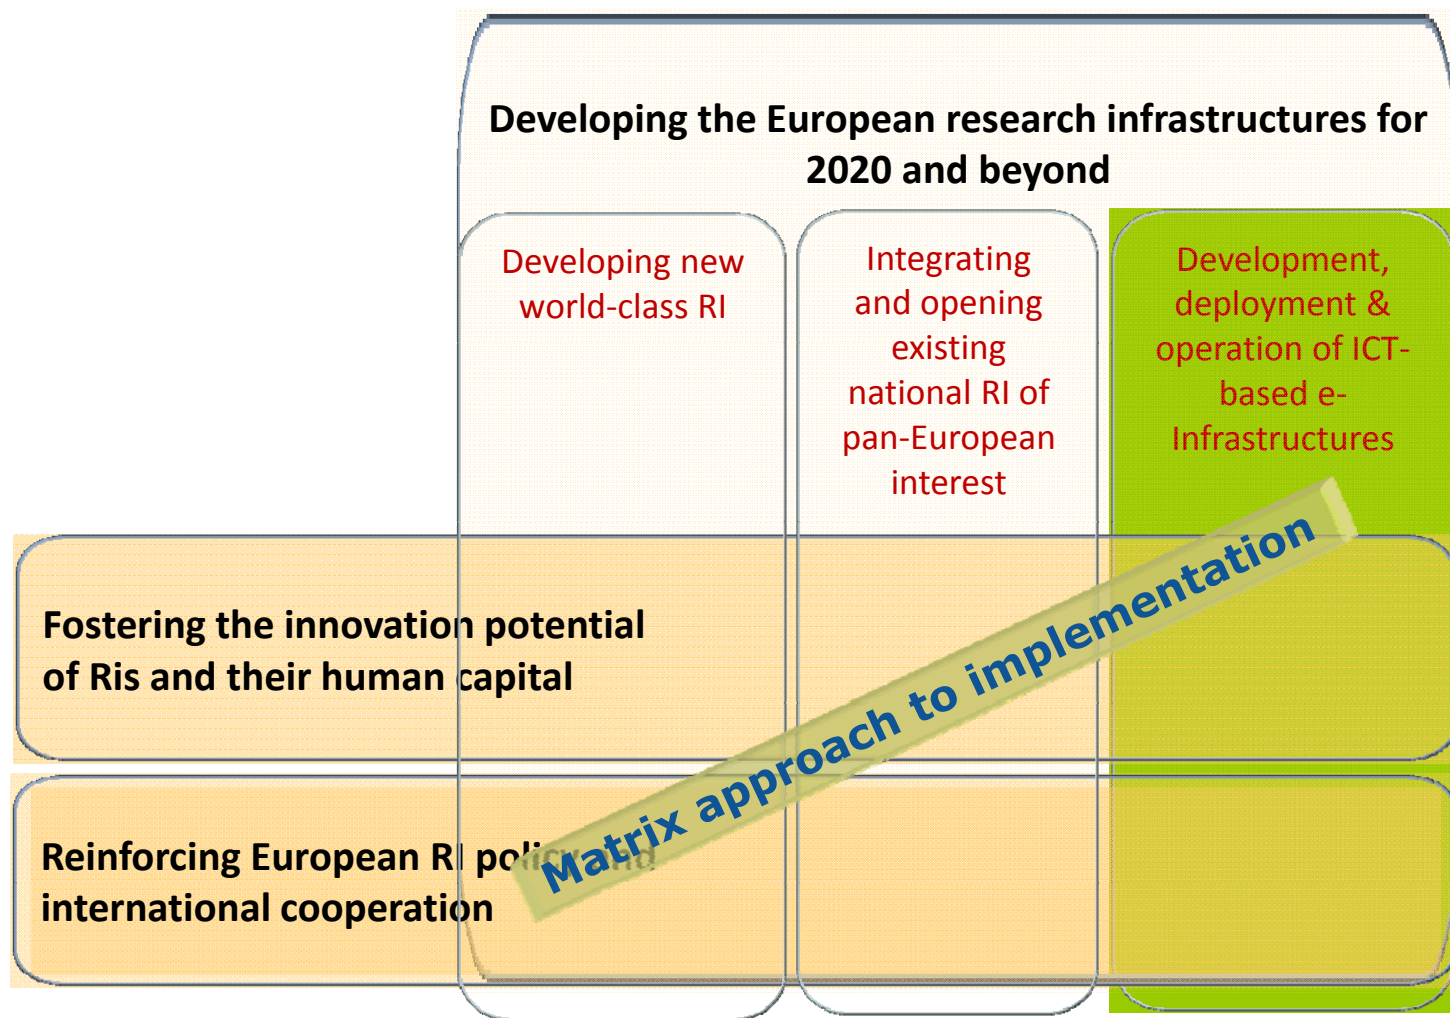 Developing the European research infrastructures for
2020 and beyond
Developing new
world-class RI
Integrating
and opening
existing
national RI of
pan-European
interest
Development,
deployment &
operation of ICT-
based e-
Infrastructures
Fostering the innovation potential
of Ris and their human capital
Matrix approach to implementation
Reinforcing European RI policy and
international cooperation